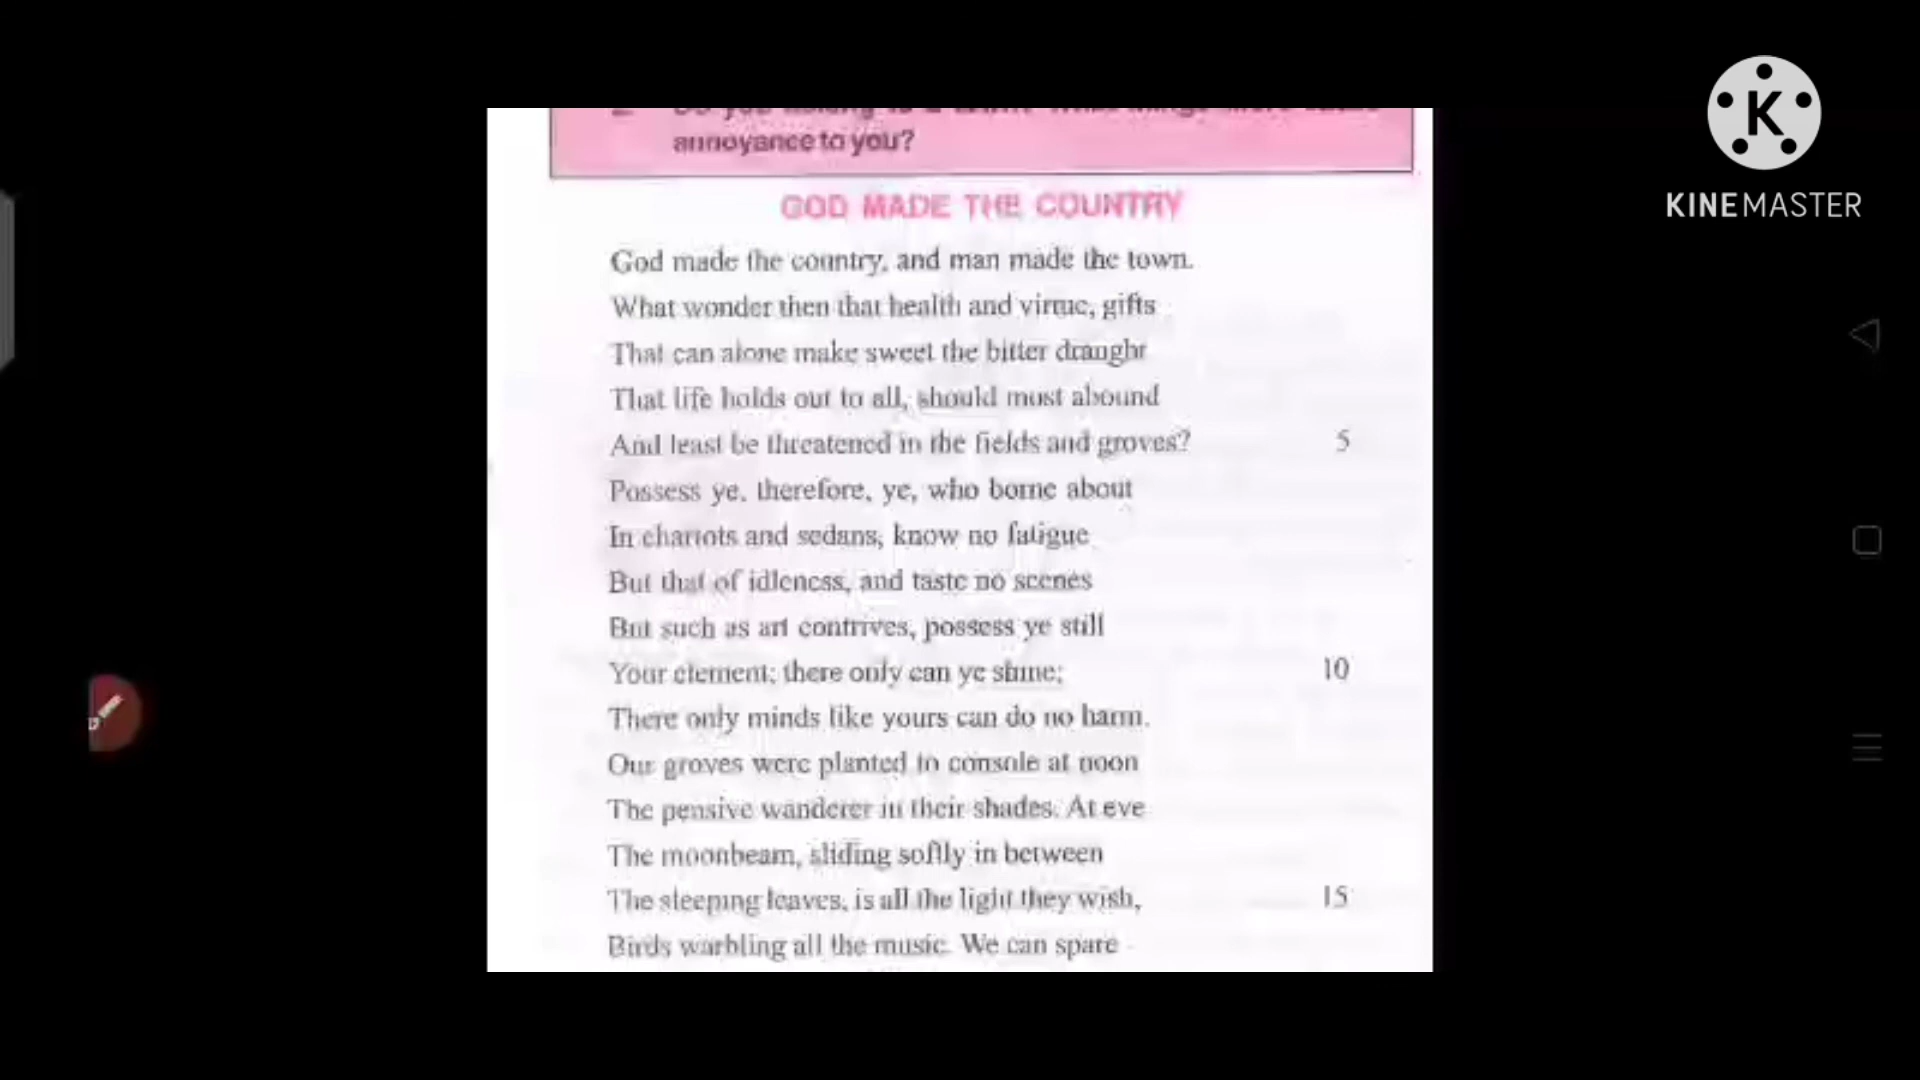 annoyance to you?
GOD MADE THE COUNTRY
God made the country, and man made the town.
What wonder then that health and virtue, gifts
That can alone make sweet the bitter draught
That life holds out to all, should most abound
And least be threatened in the fields and groves? 5
Possess ye, therefore, ye, who borne about
In chariots and sedans, know no fatigue
But that of idleness, and taste no scenes
But such as art contrives, possess ye still
Your element; there only can ye shine; 10
There only minds like yours can do no harm.
Our groves were planted to console at noon
The pensive wanderer in their shades. At eve
The moonbeam, sliding softly in between
The sleeping leaves, is all the light they wish, 15
Birds warbling all the music. We can spare
K
KINEMASTER